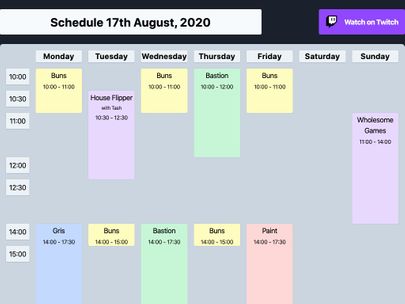 Schedule 17th August, 2020
Watch on Twitch
Monday Tuesday Wednesday Thursday Friday Saturday Sunday
10:00
10:30
11:00
12:00
12:30
14:00
15:00
Buns
10:00 - 11:00
House Flipper
with Tash
10:30 - 12:30
Buns
10:00 - 11:00
Bastion
10:00 - 12:00
Buns
10:00 - 11:00
Wholesome
Games
11:00 - 14:00
Gris
14:00 - 17:30
Buns
14:00 - 15:00
Bastion
14:00 - 17:30
Buns
14:00 - 15:00
Paint
14:00 - 17:30